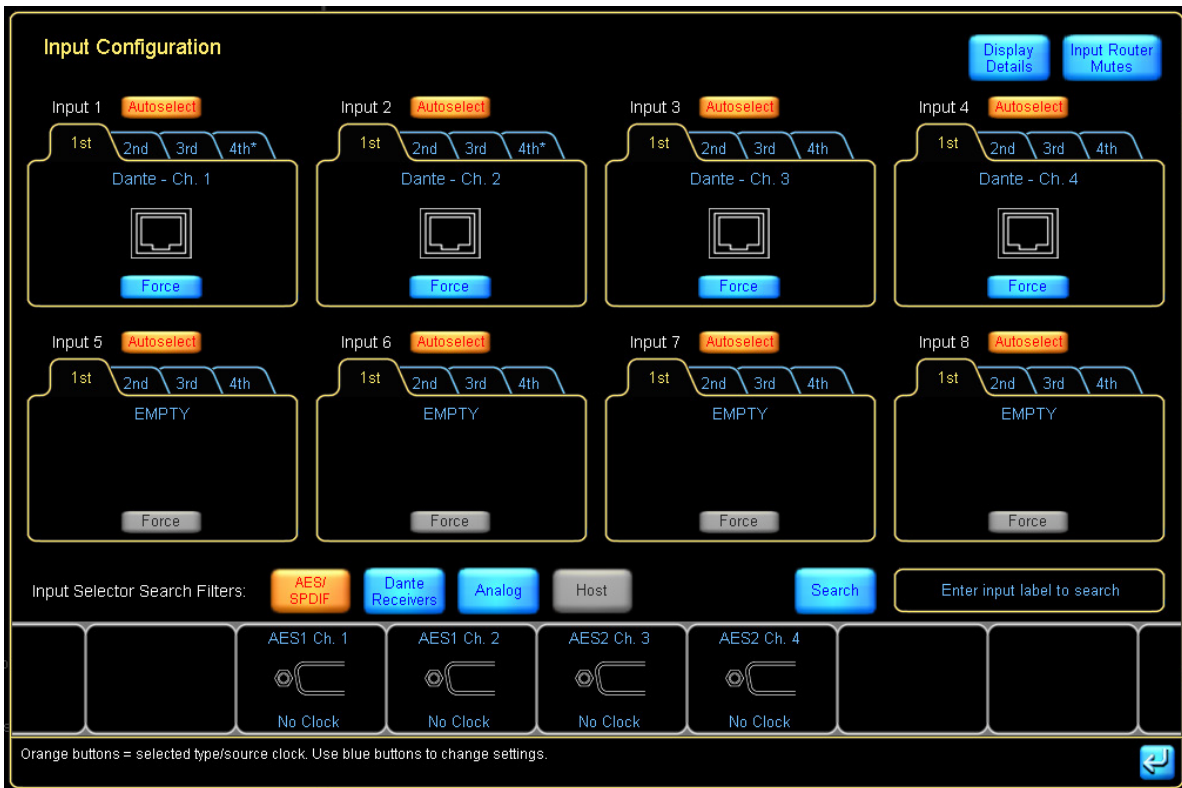 Input Configuration
Display Details
Input Router Mutes
Input 1 Autoselect
Input 2 Autoselect
Input 3 Autoselect
Input 4 Autoselect
1st 2nd 3rd 4th*
1st 2nd 3rd 4th*
1st 2nd 3rd 4th
1st 2nd 3rd 4th
Dante - Ch. 1
Dante - Ch. 2
Dante - Ch. 3
Dante - Ch. 4
Force
Force
Force
Force
Input 5 Autoselect
Input 6 Autoselect
Input 7 Autoselect
Input 8 Autoselect
1st 2nd 3rd 4th
1st 2nd 3rd 4th
1st 2nd 3rd 4th
1st 2nd 3rd 4th
EMPTY
EMPTY
EMPTY
EMPTY
Force
Force
Force
Force
Input Selector Search Filters:
AES/ SPDIF
Dante Receivers
Analog
Host
Search
Enter input label to search
AES1 Ch. 1
AES1 Ch. 2
AES2 Ch. 3
AES2 Ch. 4
No Clock
No Clock
No Clock
No Clock
Orange buttons = selected type/source clock. Use blue buttons to change settings.